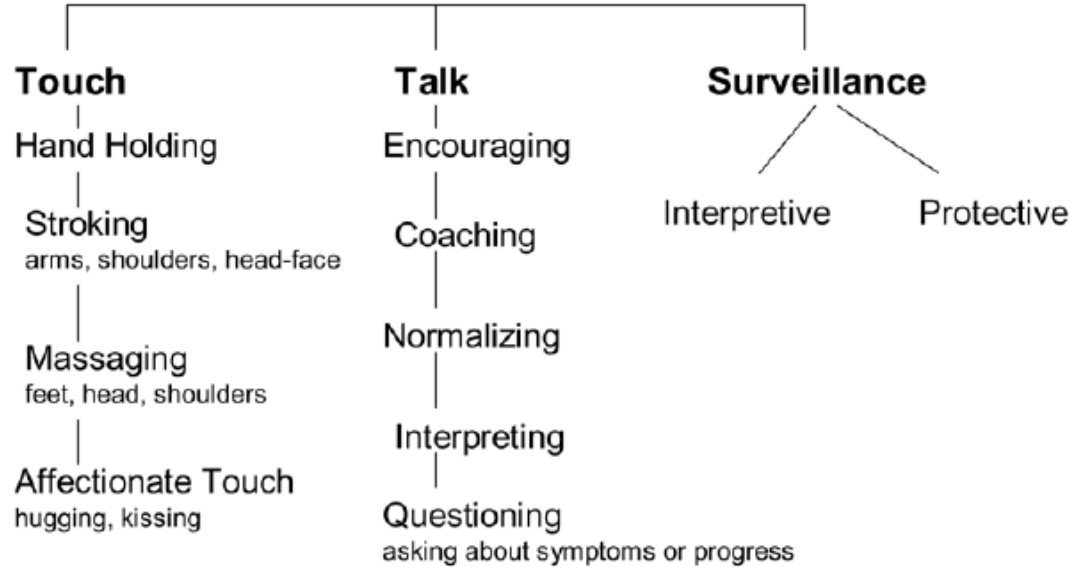 Touch
Hand Holding
Stroking
arms, shoulders, head-face
Massaging
feet, head, shoulders
Affectionate Touch
hugging, kissing
Talk
Encouraging
Coaching
Normalizing
Interpreting
Questioning
asking about symptoms or progress
Surveillance
Interpretive
Protective